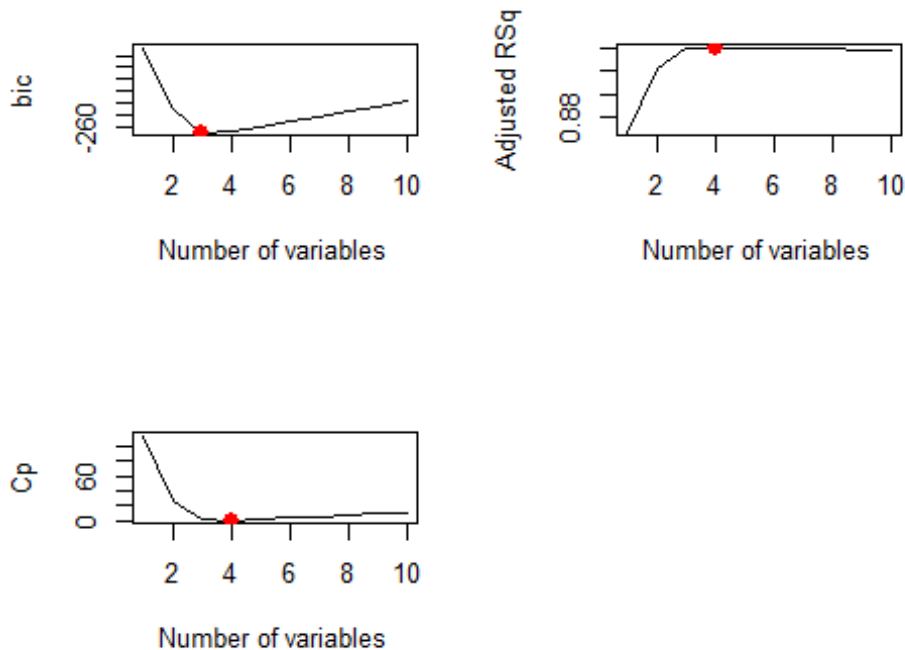 bic
-260
2 4 6 8 10
Number of variables
Adjusted RSq
0.88
2 4 6 8 10
Number of variables
Cp
60
0
2 4 6 8 10
Number of variables